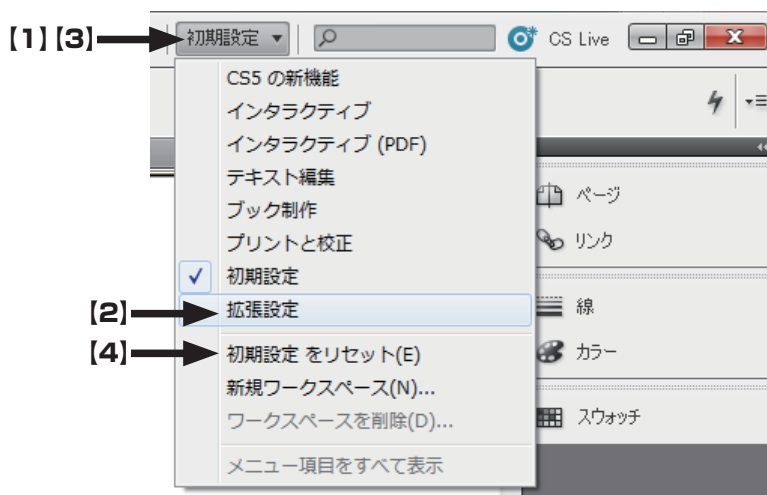 【1】【3】 初期設定 CS Live
CS5 の新機能
インタラクティブ
インタラクティブ (PDF)
テキスト編集
ブック制作
プリントと校正
初期設定
【2】 拡張設定
【4】 初期設定 をリセット(E)
新規ワークスペース(N)...
ワークスペースを削除(D)...
メニュー項目をすべて表示
ページ
リンク
線
カラー
スウォッチ